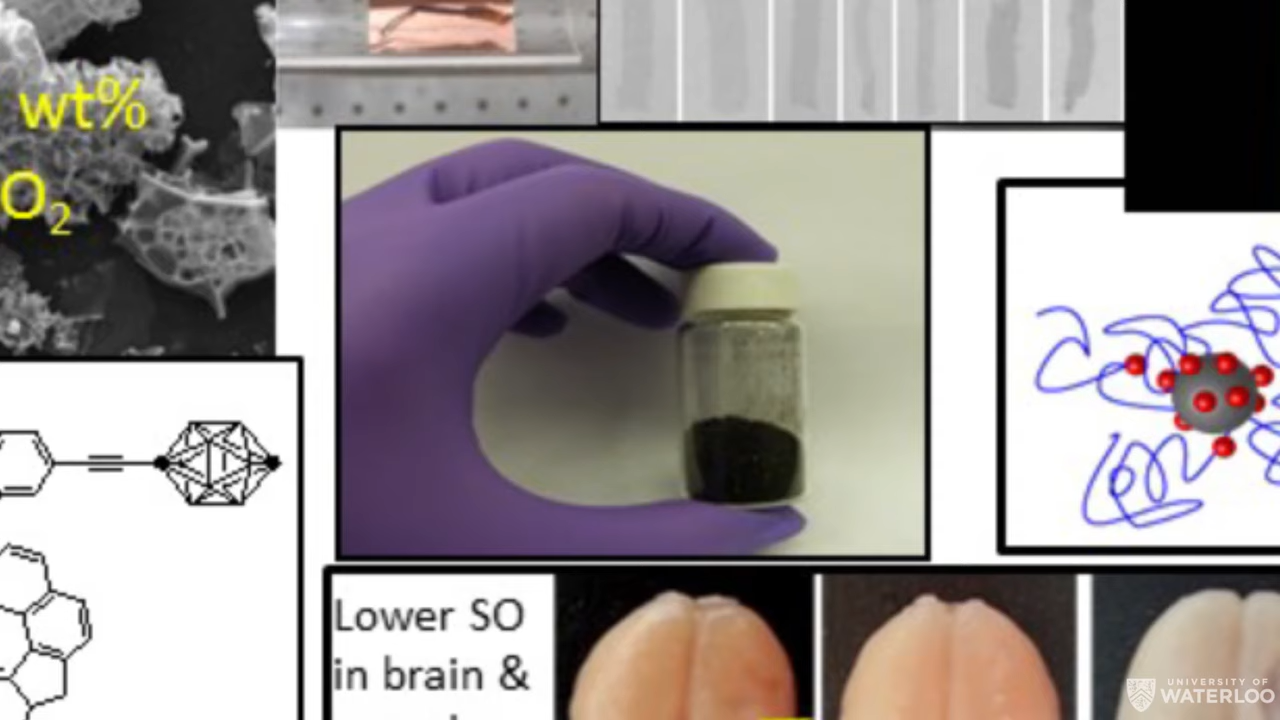 wt%
O₂
Lower SO
in brain &
UNIVERSITY OF
WATERLOO